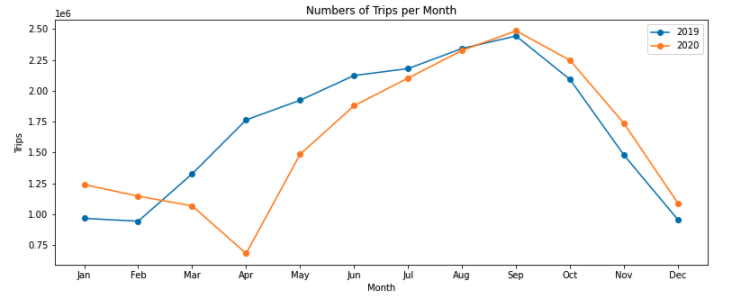 Numbers of Trips per Month
1e6
2.50
2.25
2.00
1.75
1.50
1.25
1.00
0.75
Trips
2019
2020
Jan Feb Mar Apr May Jun Jul Aug Sep Oct Nov Dec
Month